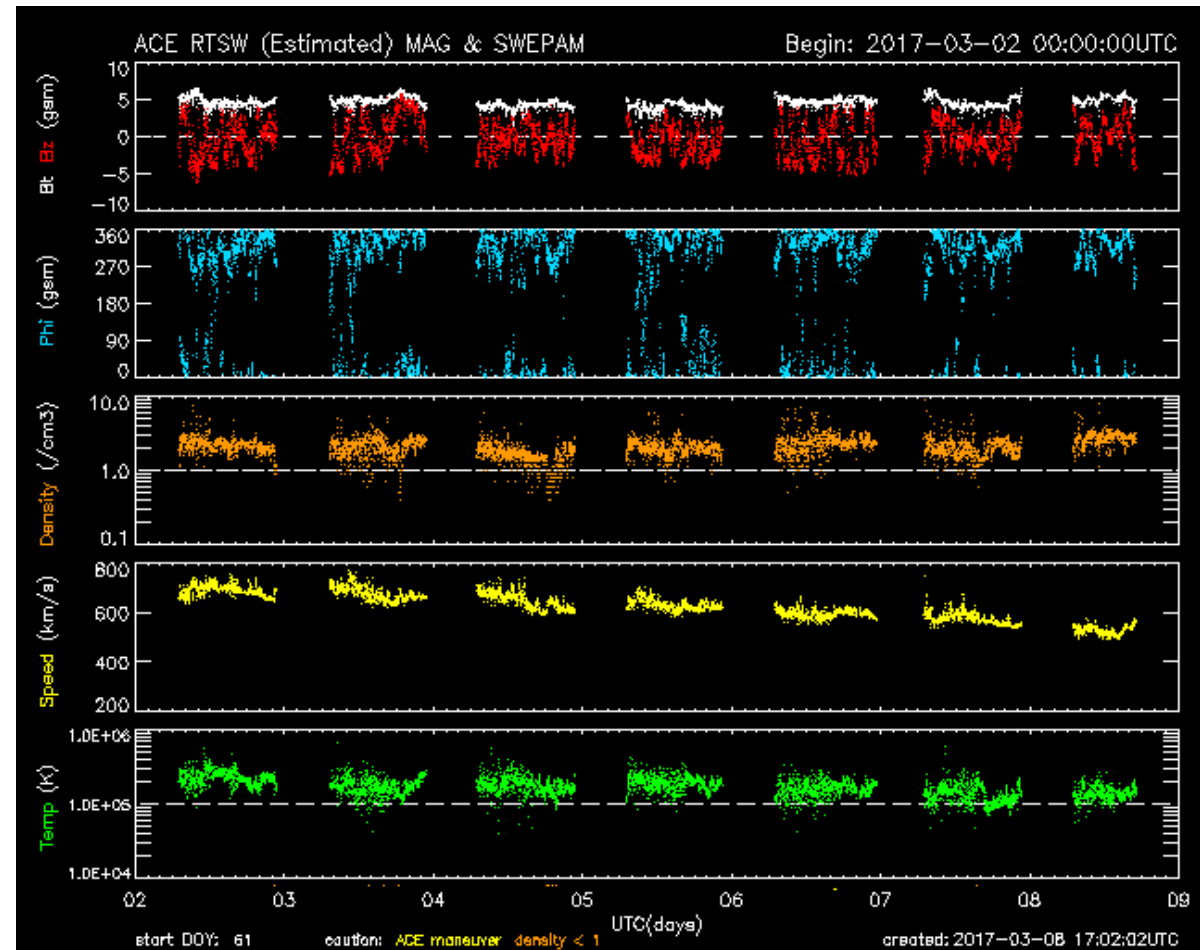 ACE RTSW (Estimated) MAG & SWEPAM
Begin: 2017-03-02 00:00:00UTC
Bt Bz (gsm)
10
5
0
-5
-10
Phi (gsm)
360
270
180
90
0
Density (/cm3)
10.0
1.0
0.1
Speed (km/s)
800
600
400
200
Temp (K)
1.0E+06
1.0E+05
1.0E+04
02 03 04 05 06 07 08 09
UTC(days)
start DOY: 61
caution: ACE maneuver density < 1
created: 2017-03-08 17:02:02UTC